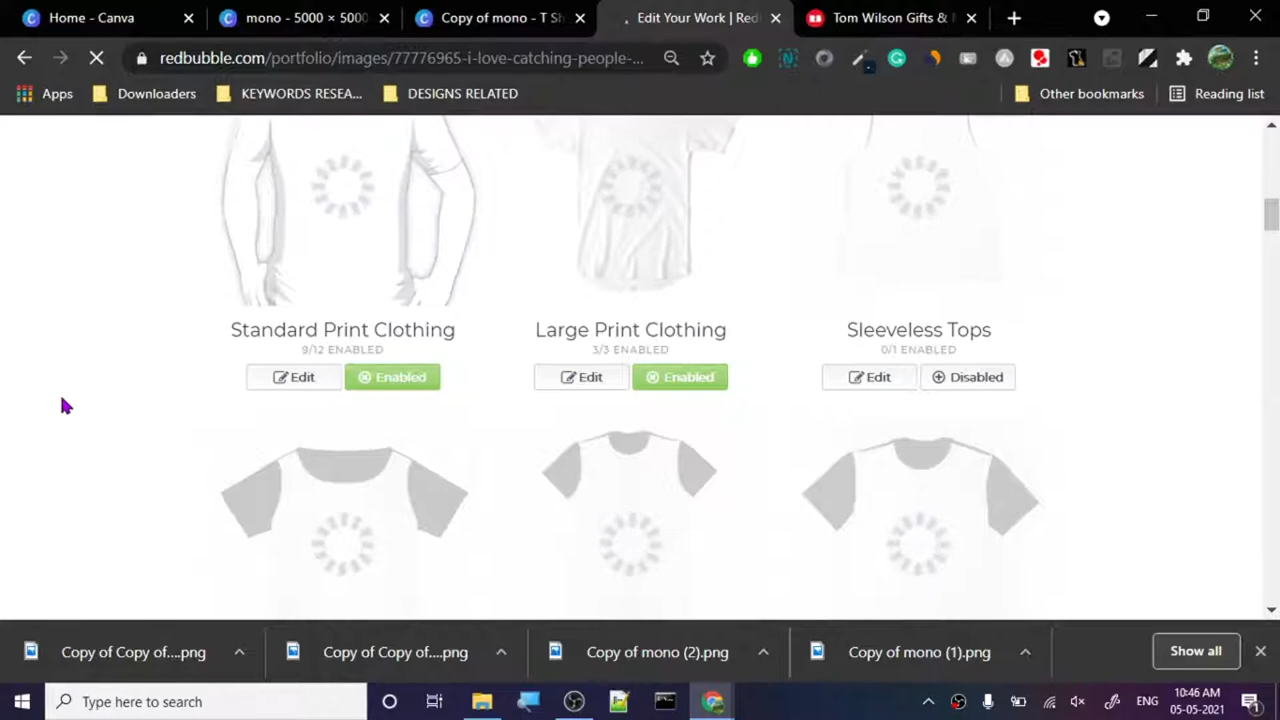 Home - Canva
mono - 5000 × 5000
Copy of mono - T Sh
Edit Your Work | Red
Tom Wilson Gifts & 
redbubble.com/portfolio/images/77776965-i-love-catching-people-...
Apps
Downloaders
KEYWORDS RESEA...
DESIGNS RELATED
Other bookmarks
Reading list
Standard Print Clothing
Large Print Clothing
Sleeveless Tops
9/12 ENABLED
3/3 ENABLED
0/1 ENABLED
Edit
Enabled
Edit
Enabled
Edit
Disabled
Copy of Copy of....png
Copy of Copy of....png
Copy of mono (2).png
Copy of mono (1).png
Show all
Type here to search
ENG
10:46 AM
05-05-2021